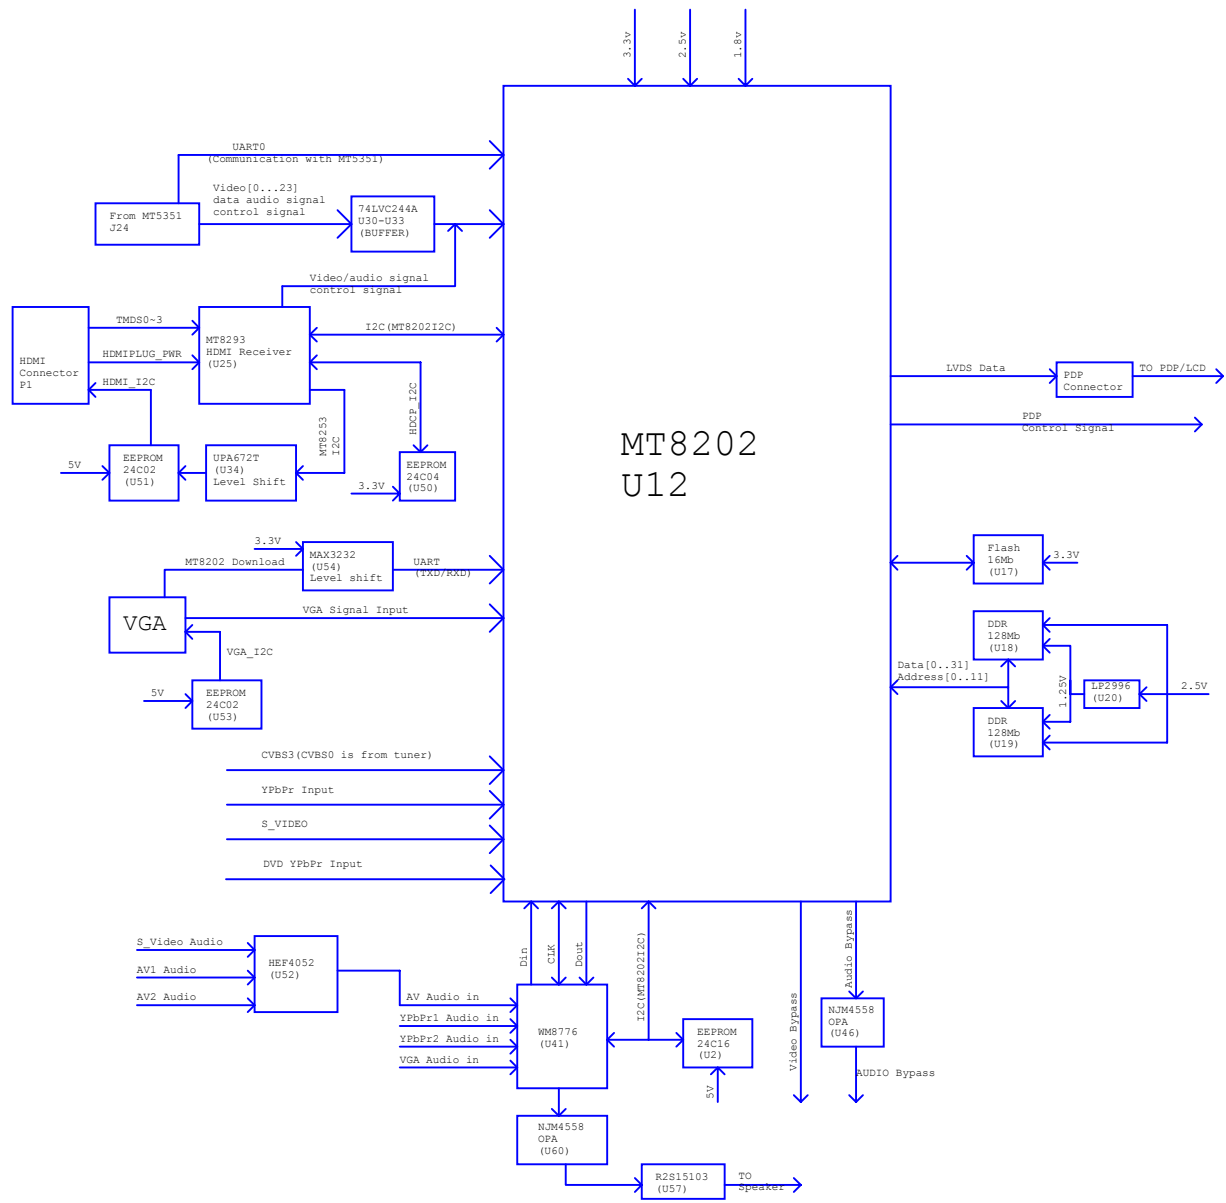 3.3v
2.5v
1.8v
UART0
(Communication with MT5351)
Video[0...23]
data audio signal
control signal
From MT5351
J24
74LVC244A
U30-U33
(BUFFER)
Video/audio signal
control signal
TMDS0~3
HDMIPLUG_PWR
HDMI_I2C
HDMI
Connector
P1
MT8293
HDMI Receiver
(U25)
I2C(MT8202I2C)
HDCP_I2C
MT8253
I2C
5V
EEPROM
24C02
(U51)
UPA672T
(U34)
Level Shift
3.3V
EEPROM
24C04
(U50)
MT8202
U12
LVDS Data
PDP
Connector
TO PDP/LCD
PDP
Control Signal
3.3V
MT8202 Download
MAX3232
(U54)
Level shift
UART
(TXD/RXD)
VGA
VGA Signal Input
VGA_I2C
5V
EEPROM
24C02
(U53)
Flash
16Mb
(U17)
3.3V
DDR
128Mb
(U18)
Data[0..31]
Address[0..11]
1.25V
LP2996
(U20)
2.5V
DDR
128Mb
(U19)
CVBS3(CVBS0 is from tuner)
YPbPr Input
S_VIDEO
DVD YPbPr Input
S_Video Audio
AV1 Audio
AV2 Audio
HEF4052
(U52)
Din
CLK
Dout
I2C(MT8202I2C)
AV Audio in
YPbPr1 Audio in
YPbPr2 Audio in
VGA Audio in
WM8776
(U41)
EEPROM
24C16
(U2)
5V
Video Bypass
Audio Bypass
NJM4558
OPA
(U46)
AUDIO Bypass
NJM4558
OPA
(U60)
R2S15103
(U57)
TO
Speaker